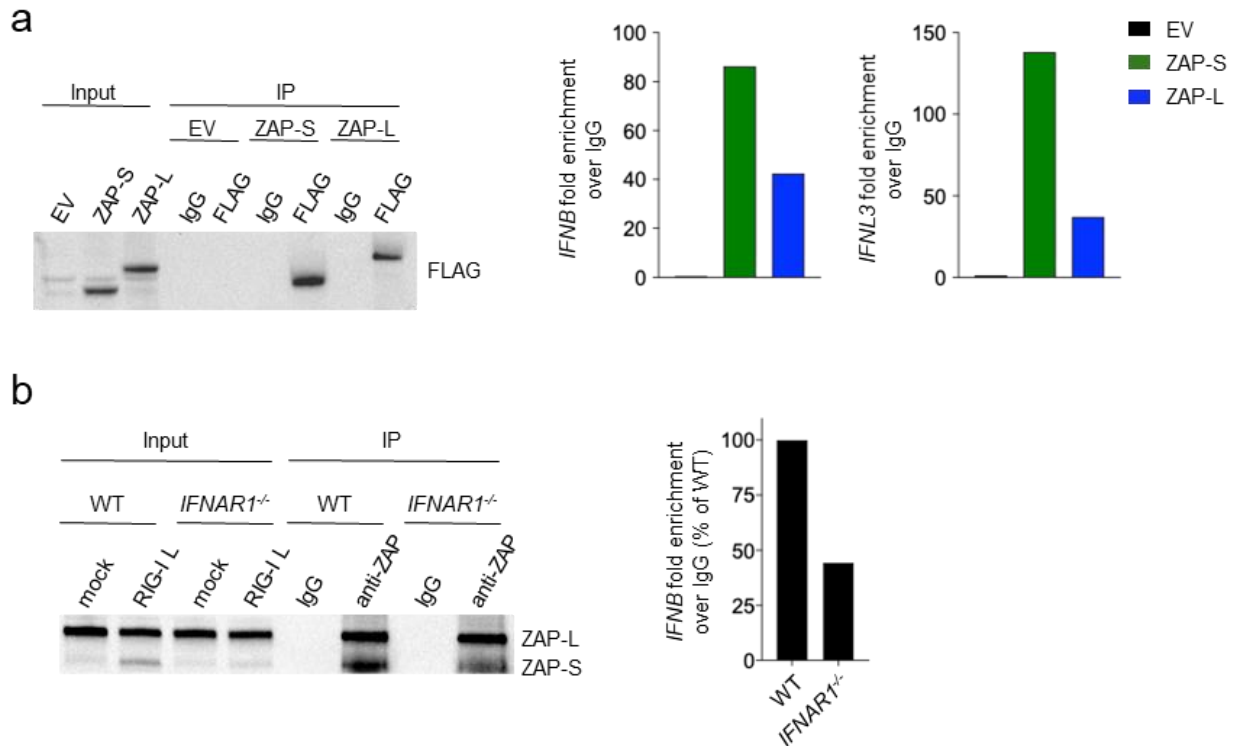 a
Input
IP
EV
ZAP-S
ZAP-L
EV
ZAP-S
ZAP-L
IgG
FLAG
IgG
FLAG
IgG
FLAG
FLAG
IFNB fold enrichment
over IgG
100
80
60
40
20
0
IFNL3 fold enrichment
over IgG
150
100
50
0
EV
ZAP-S
ZAP-L
b
Input
IP
WT
IFNAR1-/-
WT
IFNAR1-/-
mock
RIG-I L
mock
RIG-I L
IgG
anti-ZAP
IgG
anti-ZAP
ZAP-L
ZAP-S
IFNB fold enrichment
over IgG (% of WT)
100
75
50
25
0
WT
IFNAR1-/-